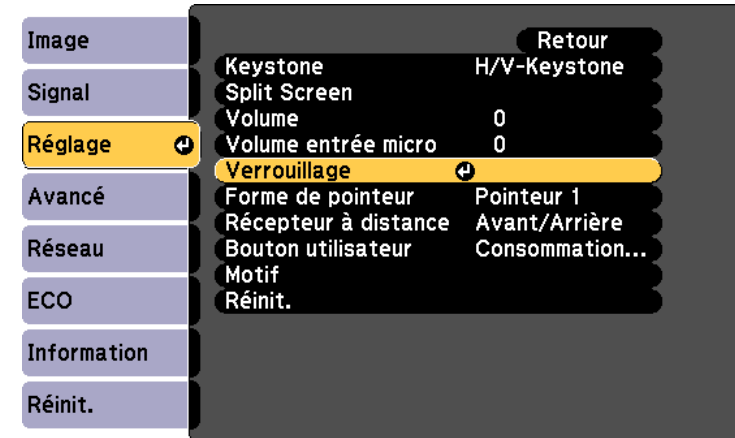 Image
Signal
Réglage
Avancé
Réseau
ECO
Information
Réinit.
Retour
Keystone H/V-Keystone
Split Screen
Volume 0
Volume entrée micro 0
Verrouillage
Forme de pointeur Pointeur 1
Récepteur à distance Avant/Arrière
Bouton utilisateur Consommation...
Motif
Réinit.